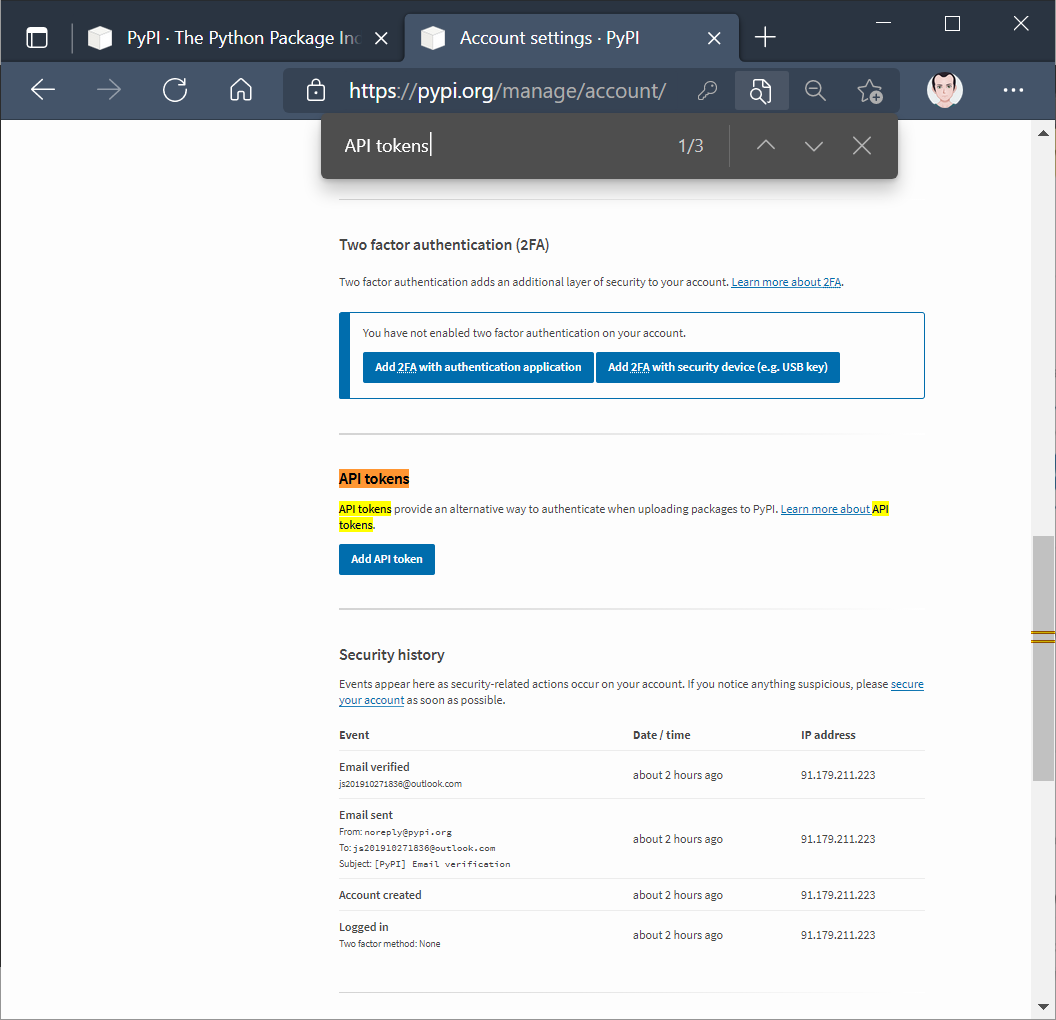 PyPI · The Python Package Inc
Account settings · PyPI
https://pypi.org/manage/account/
API tokens
1/3
Two factor authentication (2FA)
Two factor authentication adds an additional layer of security to your account. Learn more about 2FA.
You have not enabled two factor authentication on your account.
Add 2FA with authentication application
Add 2FA with security device (e.g. USB key)
API tokens
API tokens provide an alternative way to authenticate when uploading packages to PyPI. Learn more about API
tokens.
Add API token
Security history
Events appear here as security-related actions occur on your account. If you notice anything suspicious, please secure
your account as soon as possible.
Event Date / time IP address
Email verified
js201910271836@outlook.com
about 2 hours ago 91.179.211.223
Email sent
From: noreply@pypi.org
To: js201910271836@outlook.com
Subject: [PyPI] Email verification
about 2 hours ago 91.179.211.223
Account created about 2 hours ago 91.179.211.223
Logged in
Two factor method: None
about 2 hours ago 91.179.211.223